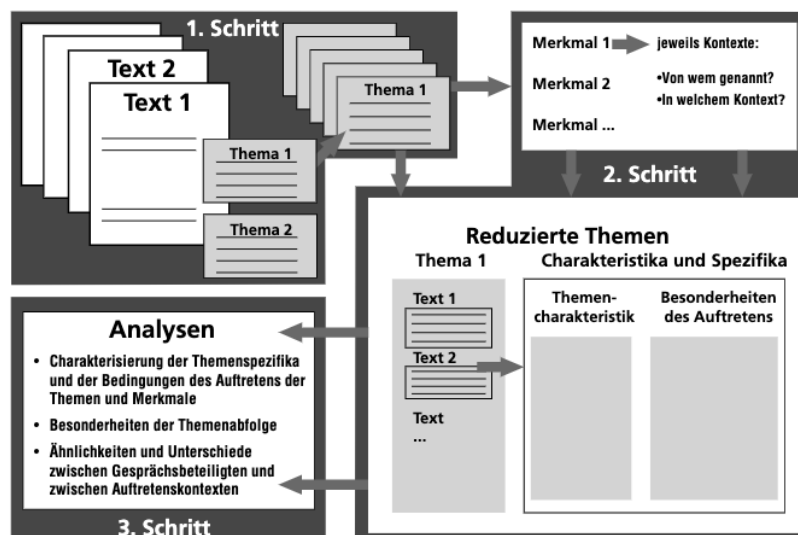 1. Schritt
Text 2
Text 1
Thema 1
Thema 1
Thema 2
Merkmal 1
jeweils Kontexte:
Merkmal 2
•Von wem genannt?
•In welchem Kontext?
Merkmal ...
2. Schritt
Reduzierte Themen
Thema 1
Charakteristika und Spezifika
Text 1
Text 2
Text
...
Themen-
charakteristik
Besonderheiten
des Auftretens
Analysen
• Charakterisierung der Themenspezifika
und der Bedingungen des Auftretens der
Themen und Merkmale
• Besonderheiten der Themenabfolge
• Ähnlichkeiten und Unterschiede
zwischen Gesprächsbeteiligten und
zwischen Auftretenskontexten
3. Schritt